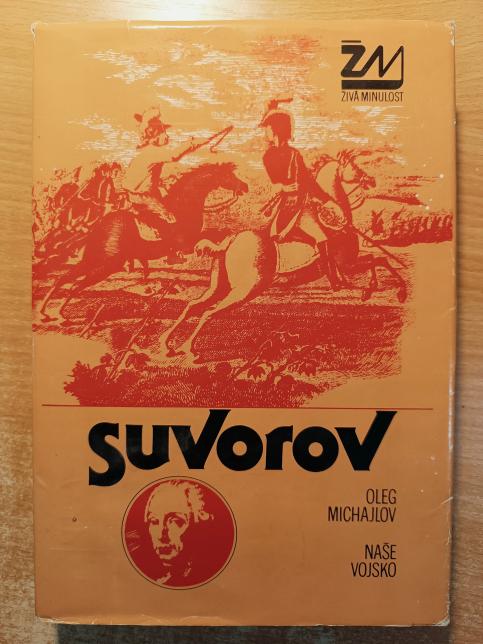 ŽM
ŽIVÁ MINULOST
suvorov
OLEG
MICHAJLOV
NAŠE
VOJSKO